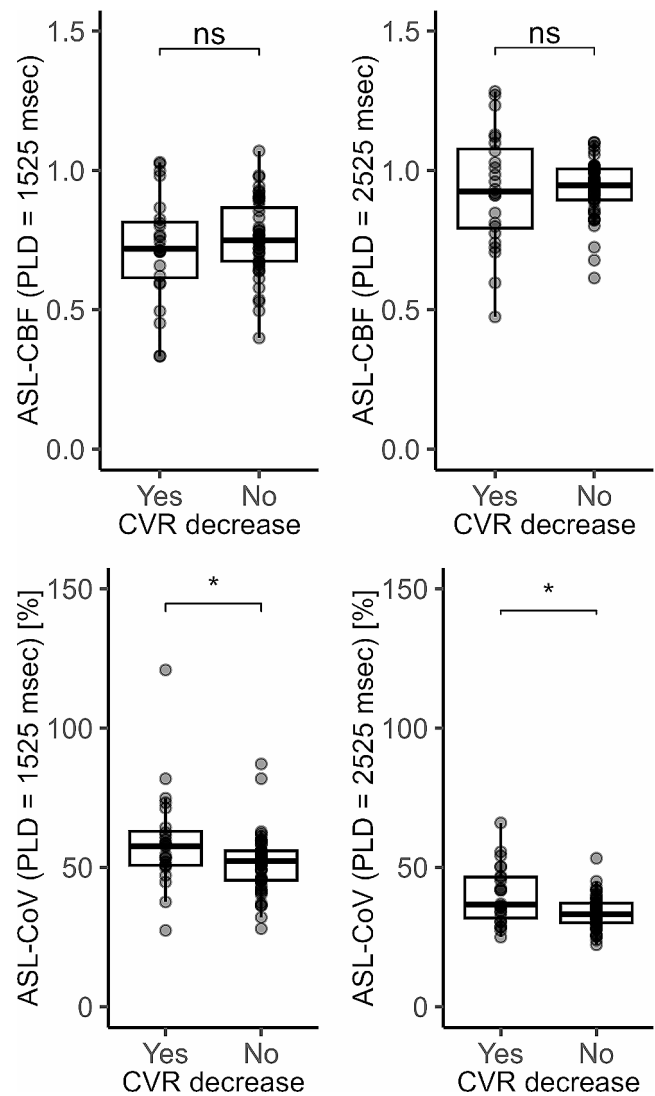 ASL-CBF (PLD = 1525 msec)
1.5
1.0
0.5
0.0
ns
Yes No
CVR decrease
ASL-CBF (PLD = 2525 msec)
1.5
1.0
0.5
0.0
ns
Yes No
CVR decrease
ASL-CoV (PLD = 1525 msec) [%]
150
100
50
0
*
Yes No
CVR decrease
ASL-CoV (PLD = 2525 msec) [%]
150
100
50
0
*
Yes No
CVR decrease